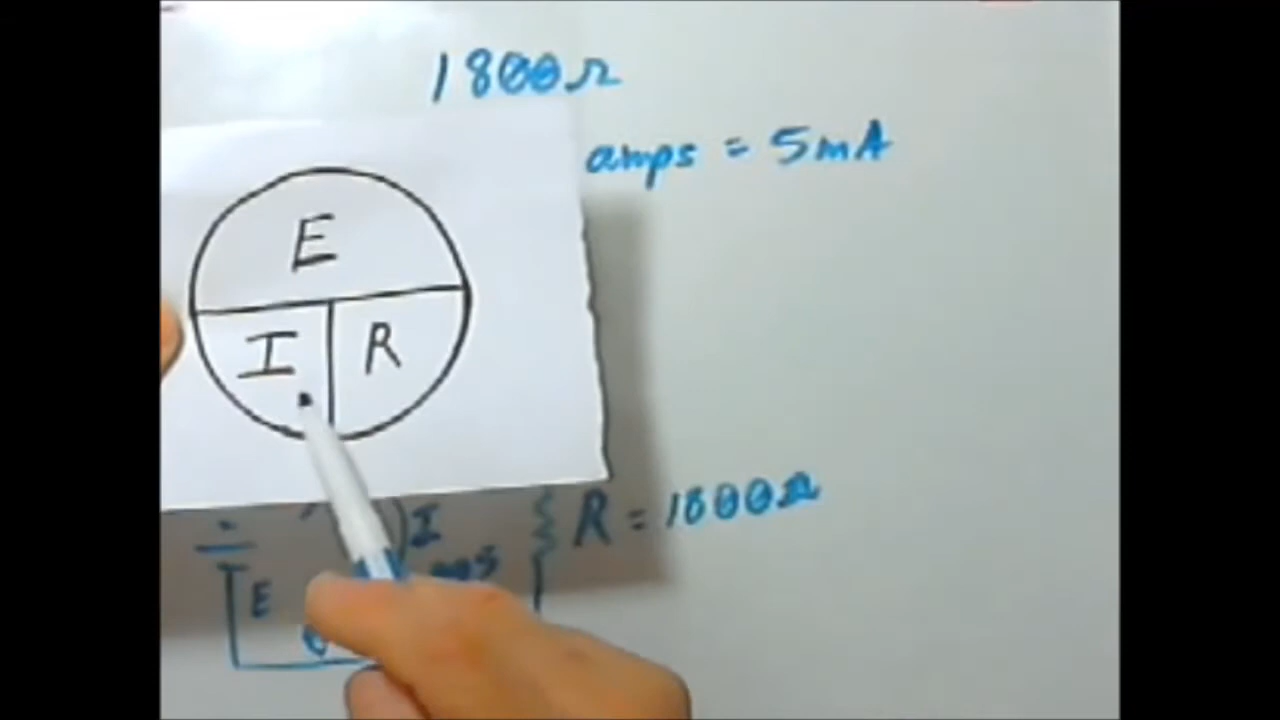 1800Ω
amps = 5mA
E
I R
R = 1800Ω
I
E